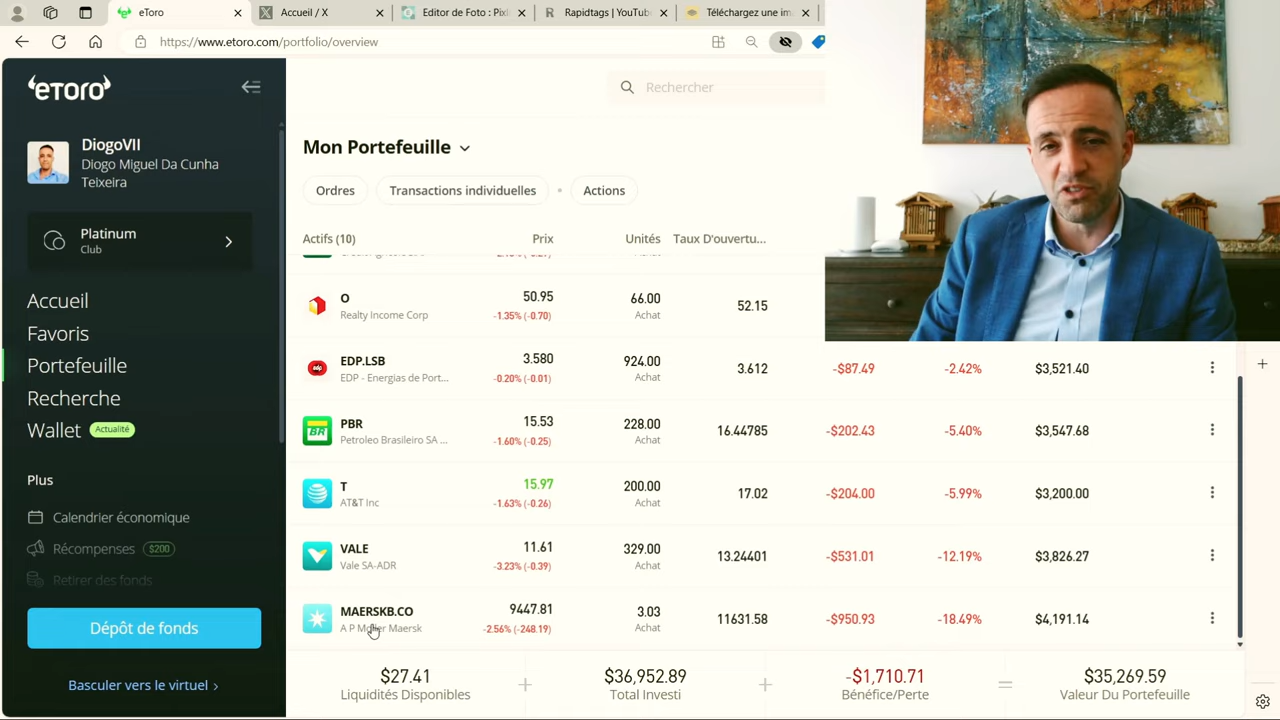 eToro
Accueil / X
Editor de Foto : Pixl
Rapidtags | YouTub
Téléchargez une im
https://www.etoro.com/portfolio/overview
eToro
DiogoVII
Diogo Miguel Da Cunha
Teixeira
Platinum
Club
Accueil
Favoris
Portefeuille
Recherche
Wallet Actualité
Plus
Calendrier économique
Récompenses $200
Retirer des fonds
Dépôt de fonds
Basculer vers le virtuel
Rechercher
Mon Portefeuille
Ordres Transactions individuelles Actions
Actifs (10) Prix Unités Taux D'ouvertu...
O 50.95 66.00 52.15
Realty Income Corp -1.35% (-0.70) Achat
EDP.LSB 3.580 924.00 3.612 -$87.49 -2.42% $3,521.40
EDP - Energias de Port... -0.20% (-0.01) Achat
PBR 15.53 228.00 16.44785 -$202.43 -5.40% $3,547.68
Petroleo Brasileiro SA ... -1.60% (-0.25) Achat
T 15.97 200.00 17.02 -$204.00 -5.99% $3,200.00
AT&T Inc -1.63% (-0.26) Achat
VALE 11.61 329.00 13.24401 -$531.01 -12.19% $3,826.27
Vale SA-ADR -3.23% (-0.39) Achat
MAERSKB.CO 9447.81 3.03 11631.58 -$950.93 -18.49% $4,191.14
A P Moller Maersk -2.56% (-248.19) Achat
$27.41 + $36,952.89 + -$1,710.71 = $35,269.59
Liquidités Disponibles Total Investi Bénéfice/Perte Valeur Du Portefeuille